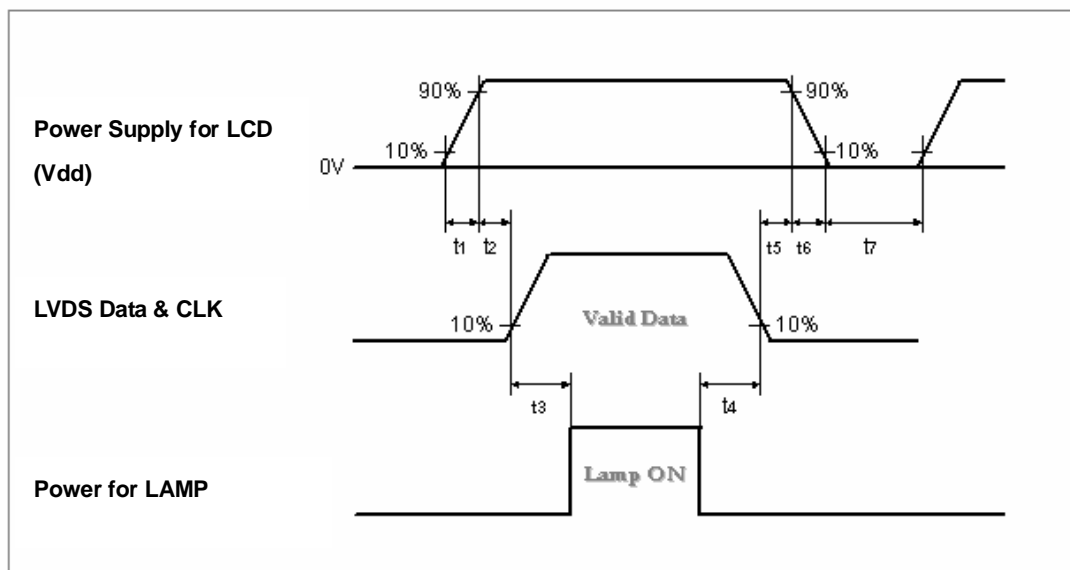 90%
90%
Power Supply for LCD
(Vdd)
10%
10%
0V
t1
t2
t5
t6
t7
LVDS Data & CLK
Valid Data
10%
10%
t3
t4
Lamp ON
Power for LAMP